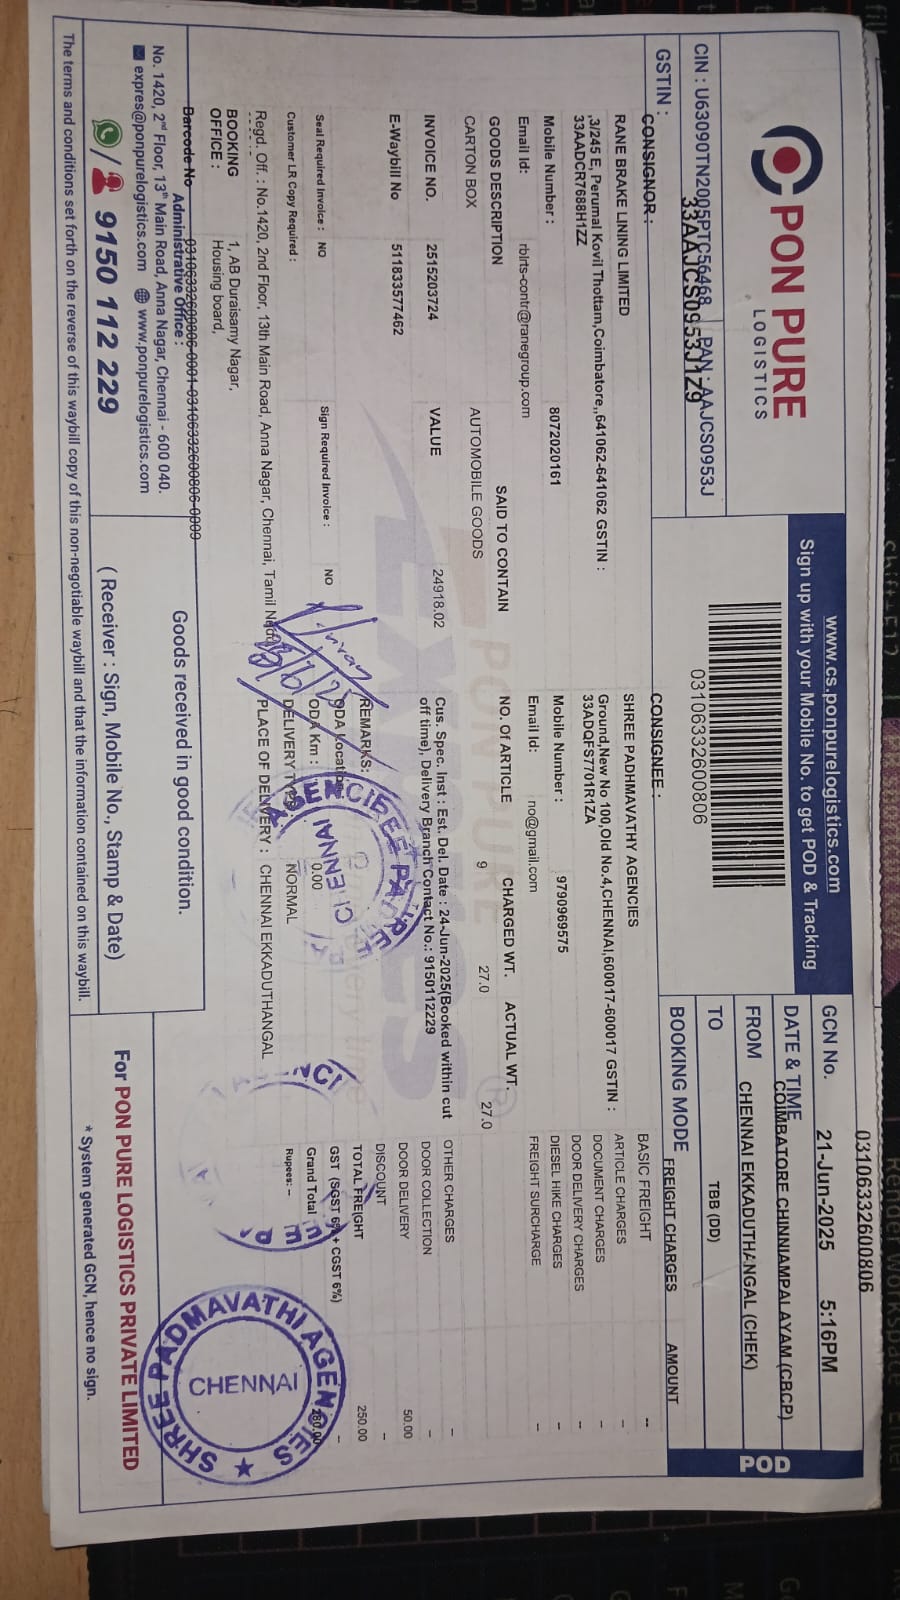 PON PURE
LOGISTICS
CIN : U63090TN2005PTC56468 PAN : AAJCS0953J
GSTIN : 33AAJCS0953J1Z9
www.cs.ponpurelogistics.com
Sign up with your Mobile No. to get POD & Tracking
03106332600806
03106332600806
GCN No. 21-Jun-2025 5:16PM
DATE & TIME
COIMBATORE CHINNIAMPALAYAM (CBCP)
FROM CHENNAI EKKADUTHANGAL (CHEK)
TO TBB (DD)
BOOKING MODE
POD
CONSIGNOR :
RANE BRAKE LINING LIMITED
,3/245 E, Perumal Kovil Thottam,Coimbatore,,641062-641062 GSTIN :
33AADCR7688H1ZZ
Mobile Number : 8072020161
Email Id: rblrts-contr@ranegroup.com
CONSIGNEE :
SHREE PADHMAVATHY AGENCIES
Ground,New No 100,Old No.4,CHENNAI,600017-600017 GSTIN :
33ADQFS7701R1ZA
Mobile Number : 9790969575
Email Id: no@gmail.com
FREIGHT CHARGES AMOUNT
BASIC FREIGHT --
ARTICLE CHARGES –
DOCUMENT CHARGES –
DOOR DELIVERY CHARGES –
DIESEL HIKE CHARGES –
FREIGHT SURCHARGE –
GOODS DESCRIPTION SAID TO CONTAIN NO. Of ARTICLE CHARGED WT. ACTUAL WT.
CARTON BOX AUTOMOBILE GOODS 9 27.0 27.0
INVOICE NO. 2515203724 VALUE 24918.02
E-Waybill No 511833577462
Cus. Spec. Inst : Est. Del. Date : 24-Jun-2025(Booked within cut
off time), Delivery Branch Contact No.: 9150112229
OTHER CHARGES –
DOOR COLLECTION –
DOOR DELIVERY 50.00
DISCOUNT –
TOTAL FREIGHT 250.00
GST (SGST 6% + CGST 6%) –
Grand Total 280.00
Rupees: –
Seal Required Invoice : NO Sign Required Invoice : NO
Customer LR Copy Required :
REMARKS:
ODA Location
ODA Km : 0.00
DELIVERY TYPE NORMAL
PLACE OF DENVERY : CHENNAI EKKADUTHANGAL
Regd. Off. : No.1420, 2nd Floor, 13th Main Road, Anna Nagar, Chennai, Tamil Nadu
BOOKING 1, AB Duraisamy Nagar,
OFFICE : Housing board,
Barcode No 03106332600806-0001-03106332600806-0009
Administrative Office :
No. 1420, 2nd Floor, 13th Main Road, Anna Nagar, Chennai - 600 040.
expres@ponpurelogistics.com www.ponpurelogistics.com
9150 112 229
Goods received in good condition.
( Receiver : Sign, Mobile No., Stamp & Date)
For PON PURE LOGISTICS PRIVATE LIMITED
* System generated GCN, hence no sign.
The terms and conditions set forth on the reverse of this waybill copy of this non-negotiable waybill and that the information contained on this waybill.
SHREE PADMAVATHI AGENCIES
CHENNAI